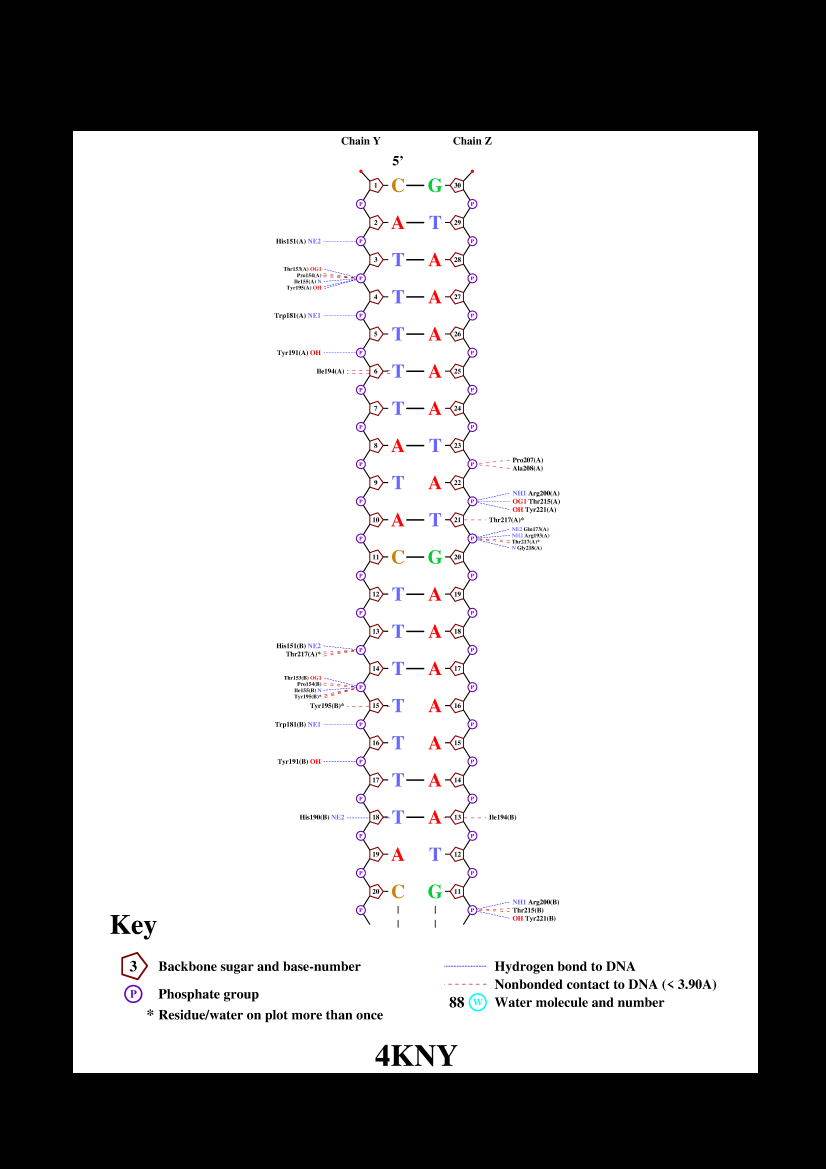 Chain Y Chain Z
5'
1 C G 30
P P
2 A T 29
His151(A) NE2 P P
3 T A 28
Thr153(A) OG1
Pro154(A) P P
Ile155(A) N
Tyr195(A) OH
4 T A 27
Trp181(A) NE1 P P
5 T A 26
Tyr191(A) OH P P
Ile194(A) 6 T A 25
P P
7 T A 24
P P
8 A T 23
P P Pro207(A)
Ala208(A)
9 T A 22
NH1 Arg200(A)
P P OG1 Thr215(A)
OH Tyr221(A)
10 A T 21 Thr217(A)*
NE2 Gln173(A)
P P NH2 Arg193(A)
Thr217(A)*
N Gly218(A)
11 C G 20
P P
12 T A 19
P P
13 T A 18
His151(B) NE2 P P
Thr217(A)*
14 T A 17
Thr153(B) OG1
Pro154(B) P P
Ile155(B) N
Tyr195(B)*
Tyr195(B)* 15 T A 16
Trp181(B) NE1 P P
16 T A 15
Tyr191(B) OH P P
17 T A 14
P P
His190(B) NE2 18 T A 13 Ile194(B)
P P
19 A T 12
P P
20 C G 11
NH1 Arg200(B)
P P Thr215(B)
OH Tyr221(B)
Key
3 Backbone sugar and base-number
P Phosphate group
* Residue/water on plot more than once
Hydrogen bond to DNA
Nonbonded contact to DNA (< 3.90A)
88 W Water molecule and number
4KNY